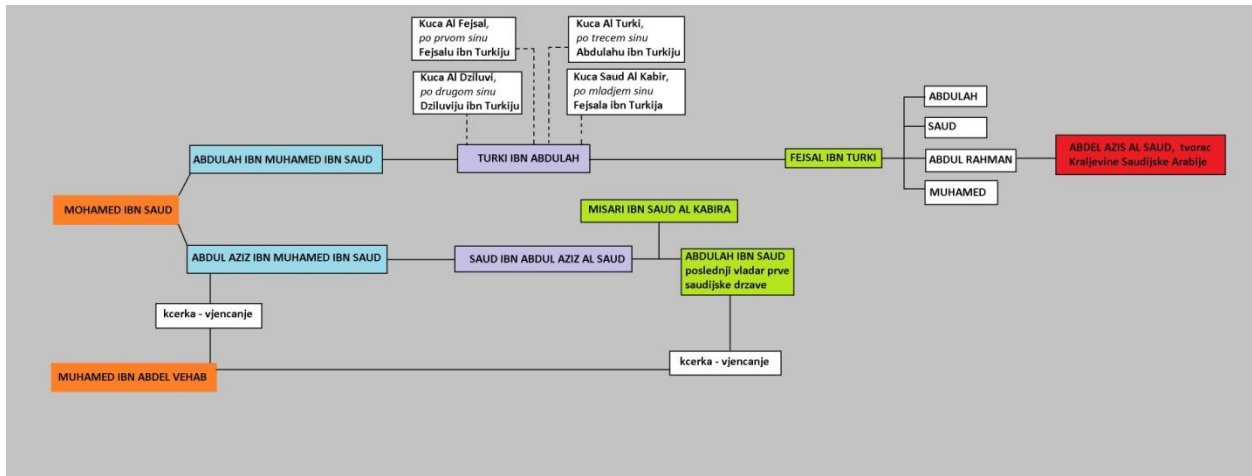 Kuca Al Fejsal,
po prvom sinu
Fejsalu ibn Turkiju
Kuca Al Turki,
po trecem sinu
Abdulahu ibn Turkiju
Kuca Al Dziluvi,
po drugom sinu
Dziluviju ibn Turkiju
Kuca Saud Al Kabir,
po mladjem sinu
Fejsala ibn Turkija
ABDULAH
SAUD
ABDULAH IBN MUHAMED IBN SAUD
TURKI IBN ABDULAH
FEJSAL IBN TURKI
ABDUL RAHMAN
ABDEL AZIS AL SAUD, tvorac
Kraljevine Saudijske Arabije
MUHAMED
MOHAMED IBN SAUD
MISARI IBN SAUD AL KABIRA
ABDUL AZIZ IBN MUHAMED IBN SAUD
SAUD IBN ABDUL AZIZ AL SAUD
ABDULAH IBN SAUD
poslednji vladar prve
saudijske drzave
kcerka - vjencanje
kcerka - vjencanje
MUHAMED IBN ABDEL VEHAB